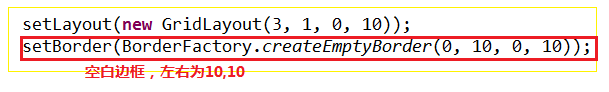 setLayout(new GridLayout(3, 1, 0, 10));
setBorder(BorderFactory.createEmptyBorder(0, 10, 0, 10));
空白边框，左右为10,10